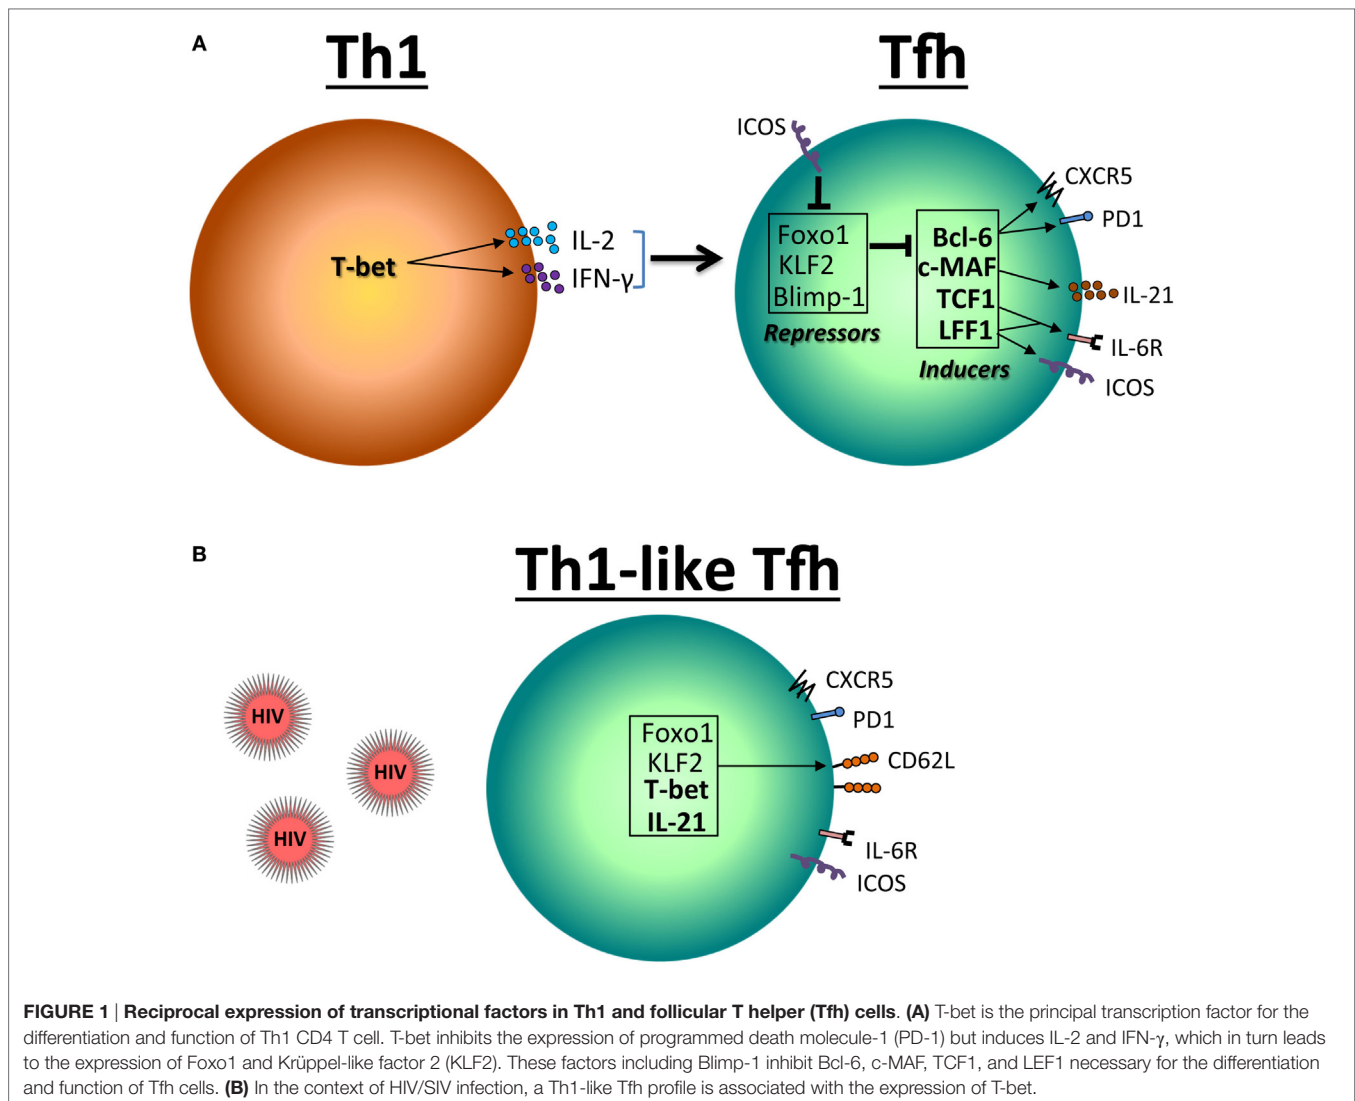 A
Th1
Tfh
ICOS
CXCR5
PD1
Foxo1
KLF2
Blimp-1
Repressors
Bcl-6
c-MAF
TCF1
LFF1
Inducers
T-bet
IL-2
IFN-γ
IL-21
IL-6R
ICOS
B
Th1-like Tfh
HIV
HIV
HIV
Foxo1
KLF2
T-bet
IL-21
CXCR5
PD1
CD62L
IL-6R
ICOS
FIGURE 1 | Reciprocal expression of transcriptional factors in Th1 and follicular T helper (Tfh) cells. (A) T-bet is the principal transcription factor for the
differentiation and function of Th1 CD4 T cell. T-bet inhibits the expression of programmed death molecule-1 (PD-1) but induces IL-2 and IFN-γ, which in turn leads
to the expression of Foxo1 and Krüppel-like factor 2 (KLF2). These factors including Blimp-1 inhibit Bcl-6, c-MAF, TCF1, and LEF1 necessary for the differentiation
and function of Tfh cells. (B) In the context of HIV/SIV infection, a Th1-like Tfh profile is associated with the expression of T-bet.